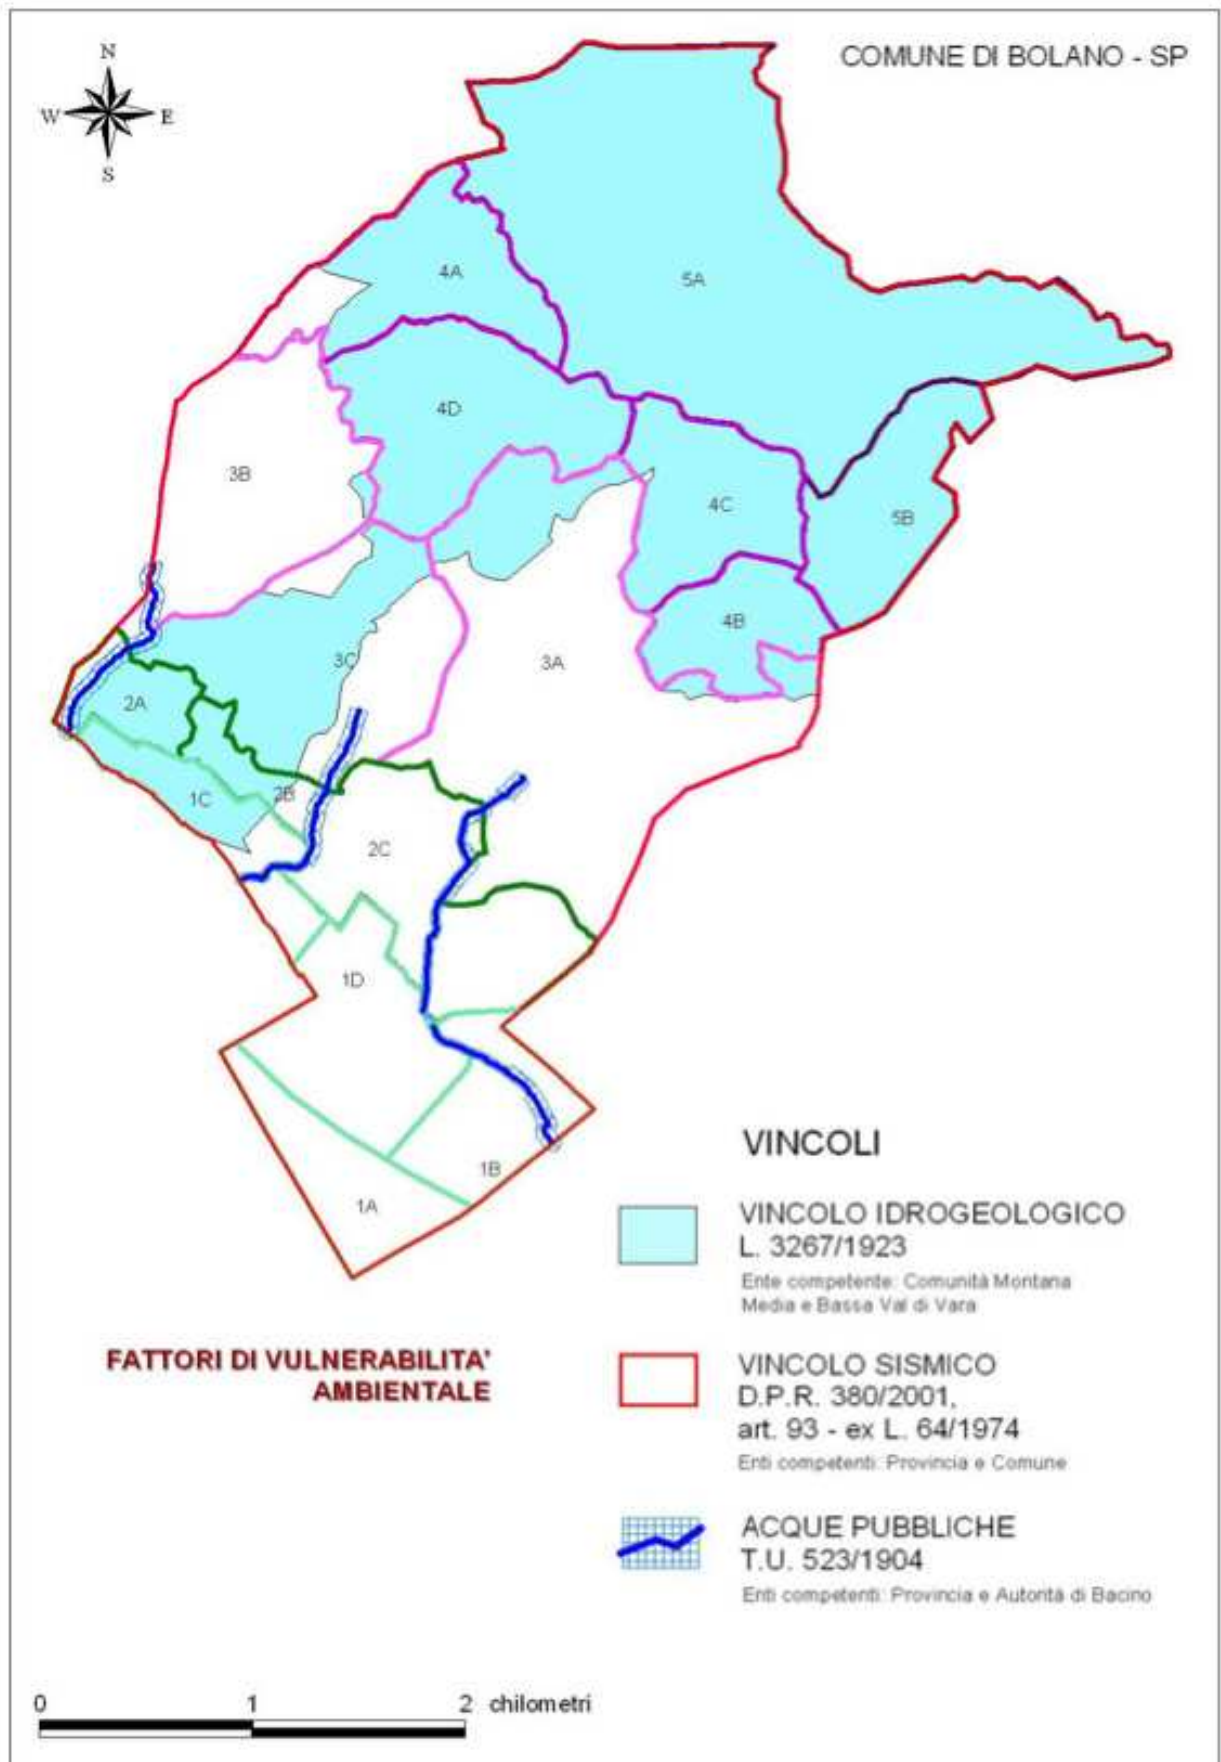 COMUNE DI BOLANO - SP
N
W E
S
4A
5A
4D
3B
4C
5B
4B
3C
3A
2A
1C
2B
2C
1D
1B
1A
VINCOLI
VINCOLO IDROGEOLOGICO
L. 3267/1923
Ente competente: Comunità Montana
Media e Bassa Val di Vara
FATTORI DI VULNERABILITA'
AMBIENTALE
VINCOLO SISMICO
D.P.R. 380/2001,
art. 93 - ex L. 64/1974
Enti competenti: Provincia e Comune
ACQUE PUBBLICHE
T.U. 523/1904
Enti competenti: Provincia e Autorità di Bacino
0 1 2 chilometri